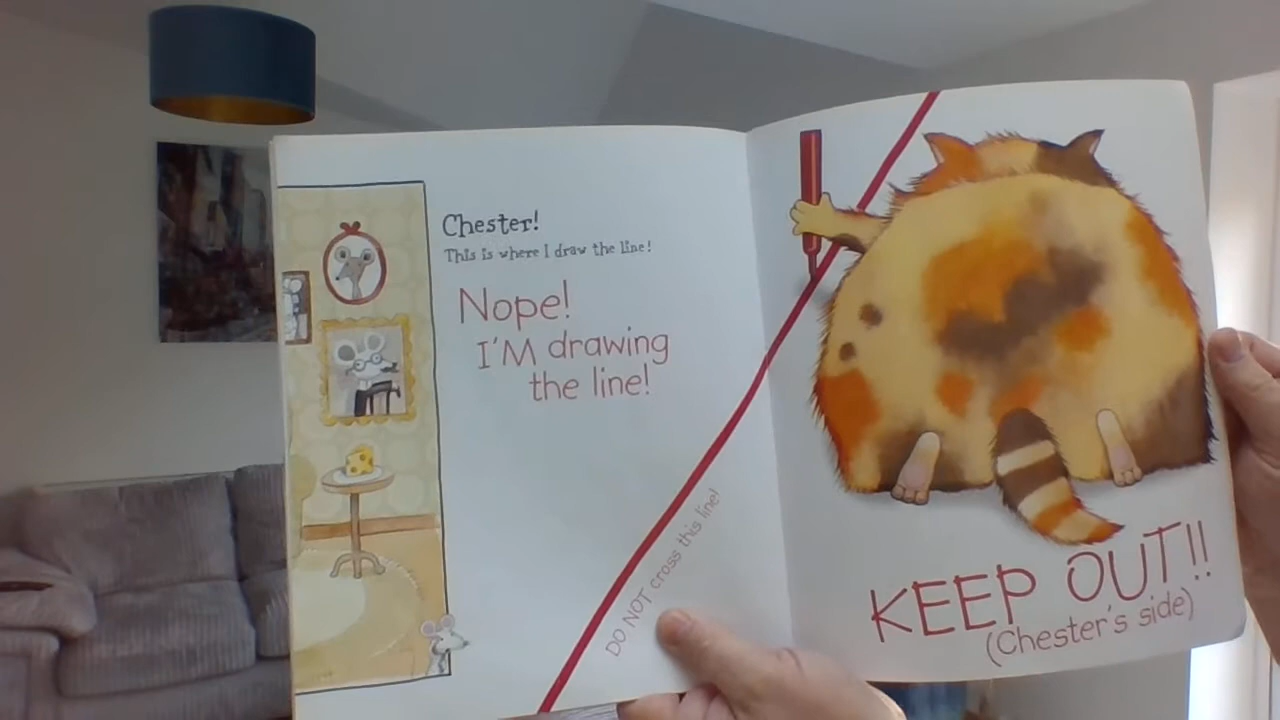 Chester!
This is where I draw the line!
Nope!
I'M drawing
the line!
DO NOT cross this line!
KEEP OUT!!
(Chester's side)